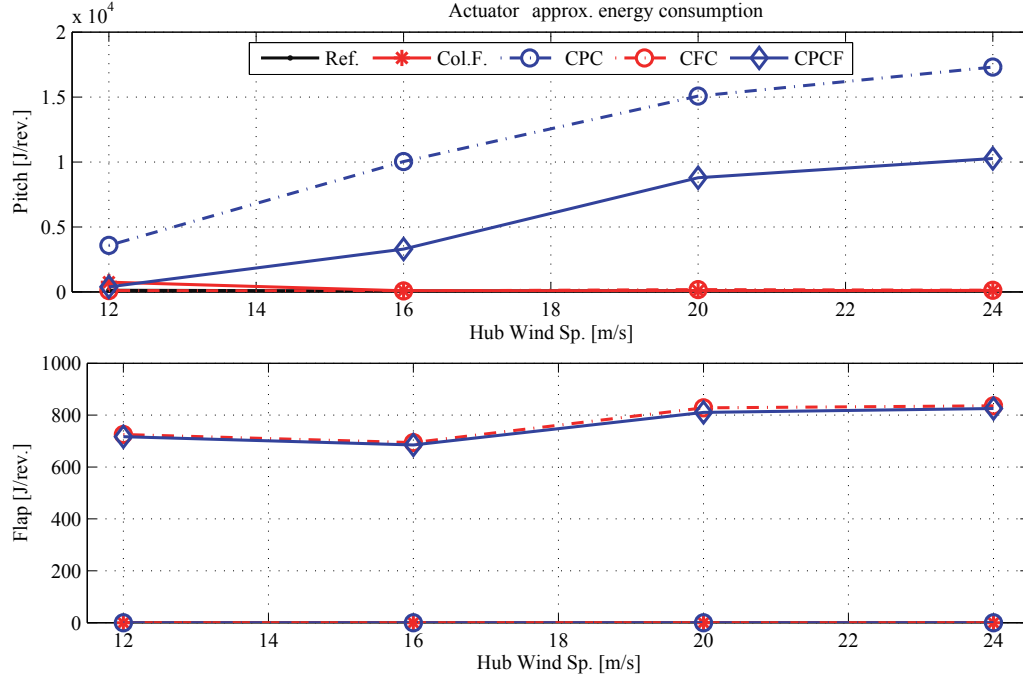 Actuator approx. energy consumption
x 10^4
Ref. Col.F. CPC CFC CPCF
2
1.5
1
0.5
0
Pitch [J/rev.]
12 14 16 18 20 22 24
Hub Wind Sp. [m/s]
1000
800
600
400
200
0
Flap [J/rev.]
12 14 16 18 20 22 24
Hub Wind Sp. [m/s]